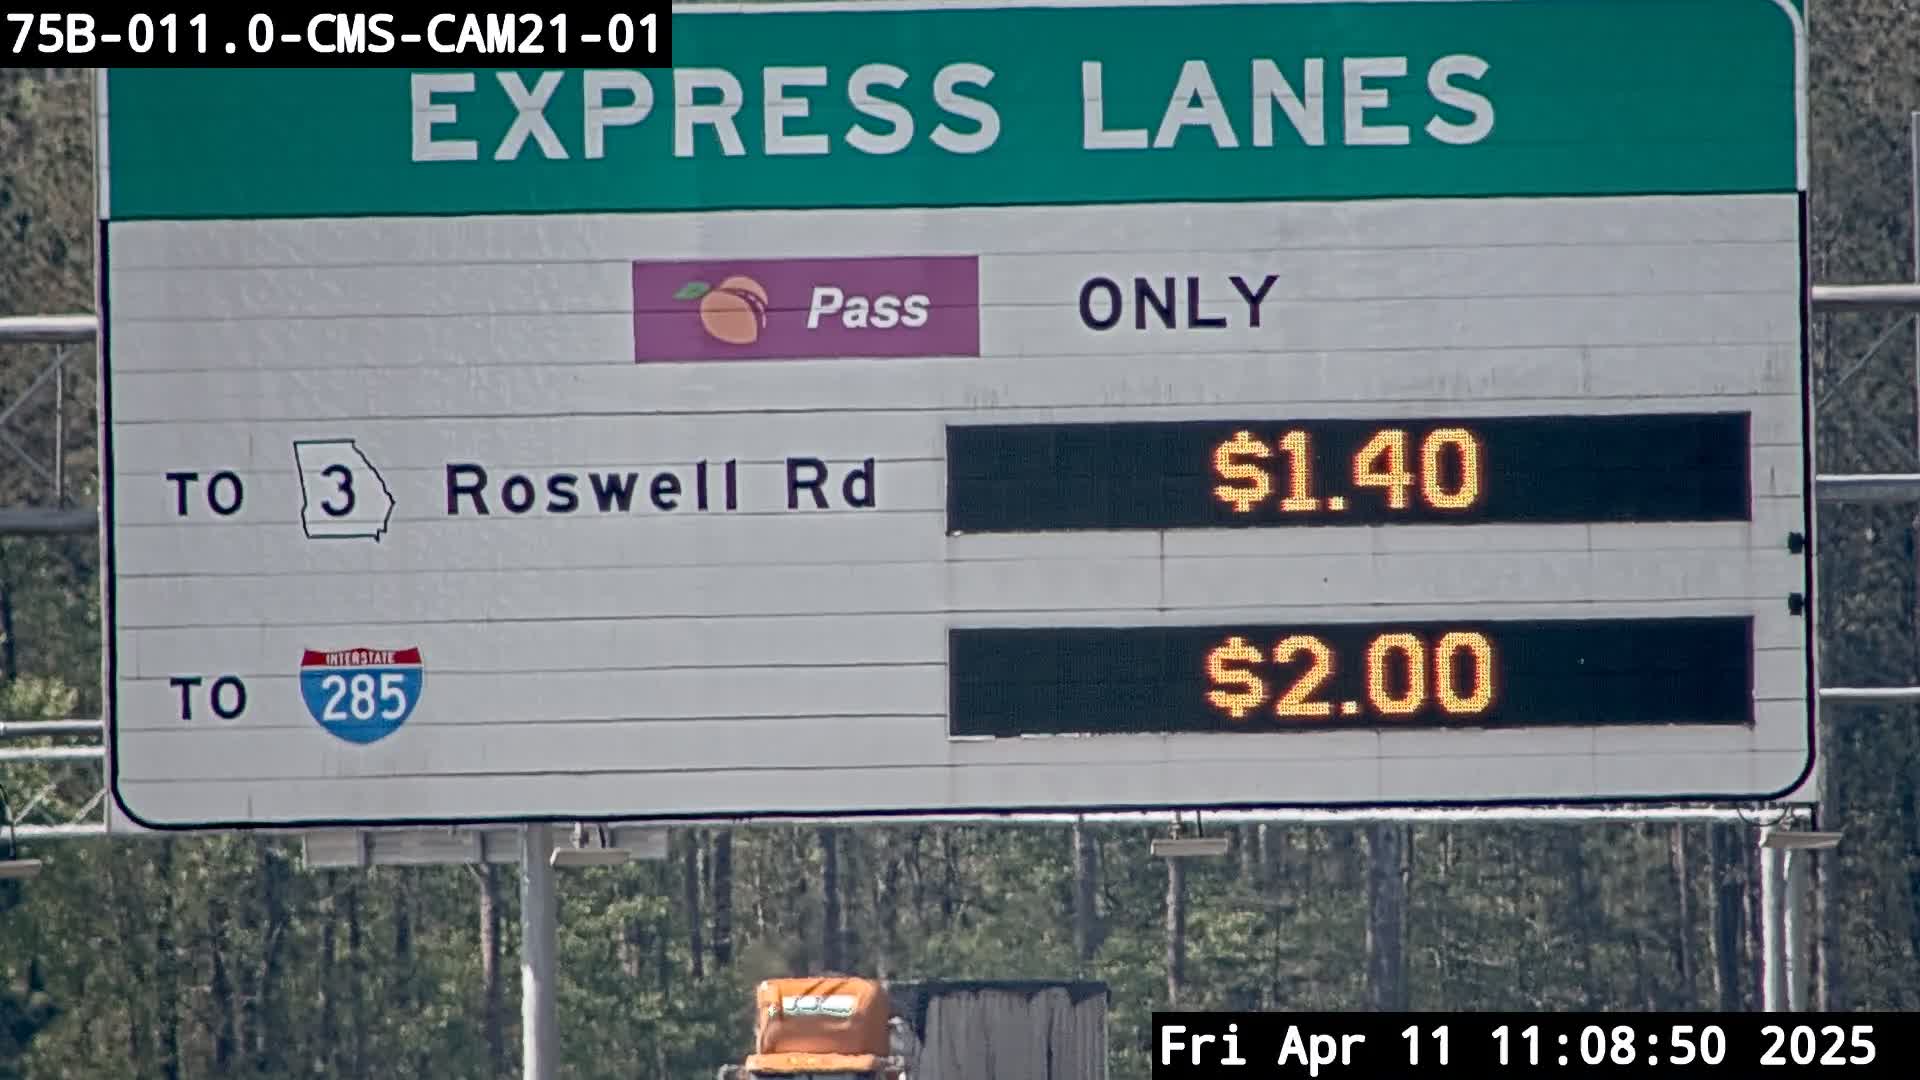 75B-011.0-CMS-CAM21-01
EXPRESS LANES
Pass ONLY
TO 3 Roswell Rd $1.40
INTERSTATE
TO 285 $2.00
Fri Apr 11 11:08:50 2025